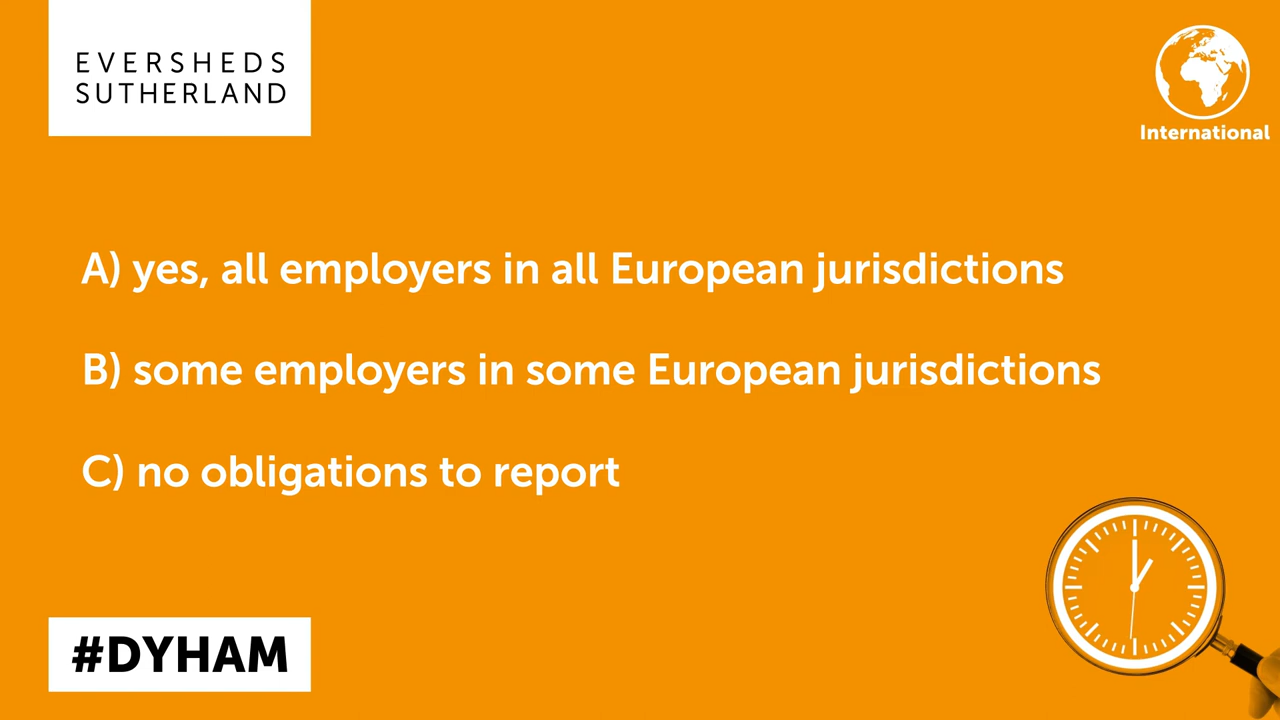 EVERSHEDS
SUTHERLAND
International
A) yes, all employers in all European jurisdictions
B) some employers in some European jurisdictions
C) no obligations to report
#DYHAM